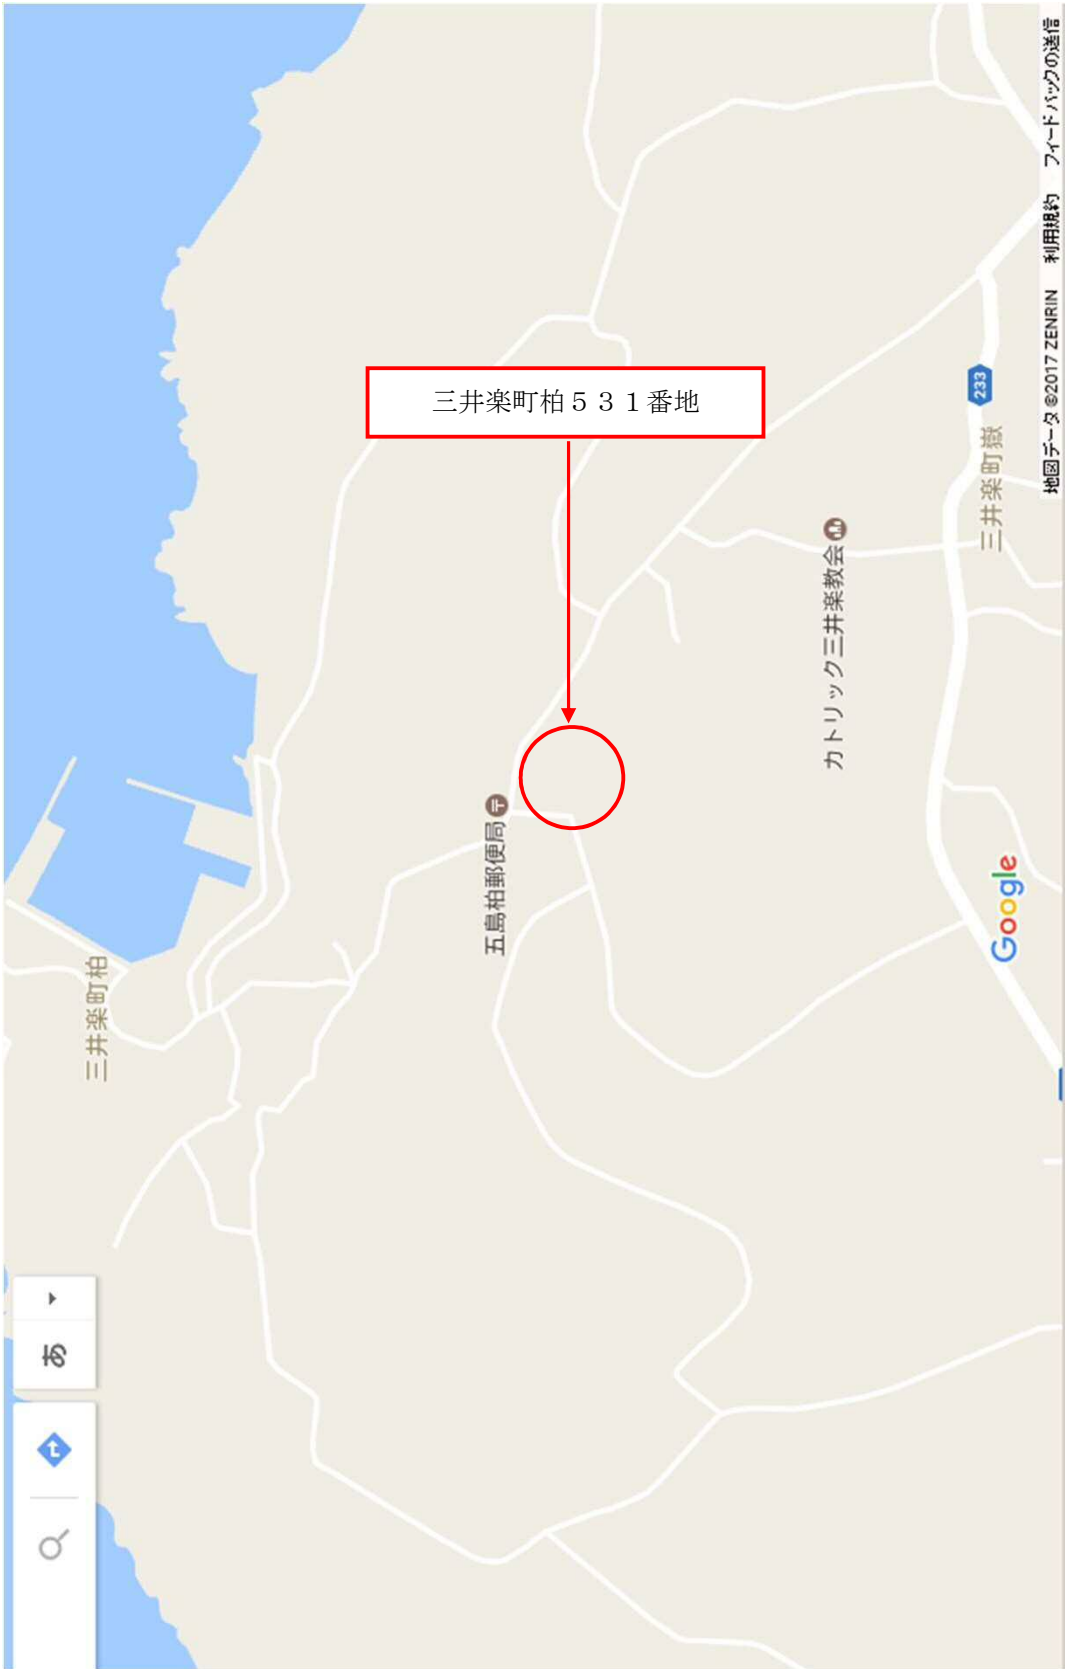 三井楽町柏５３１番地
三井楽町柏
五島柏郵便局
カトリック三井楽教会
三井楽町嶽
233
Google
地図データ ©2017 ZENRIN 利用規約 フィードバックの送信
あ